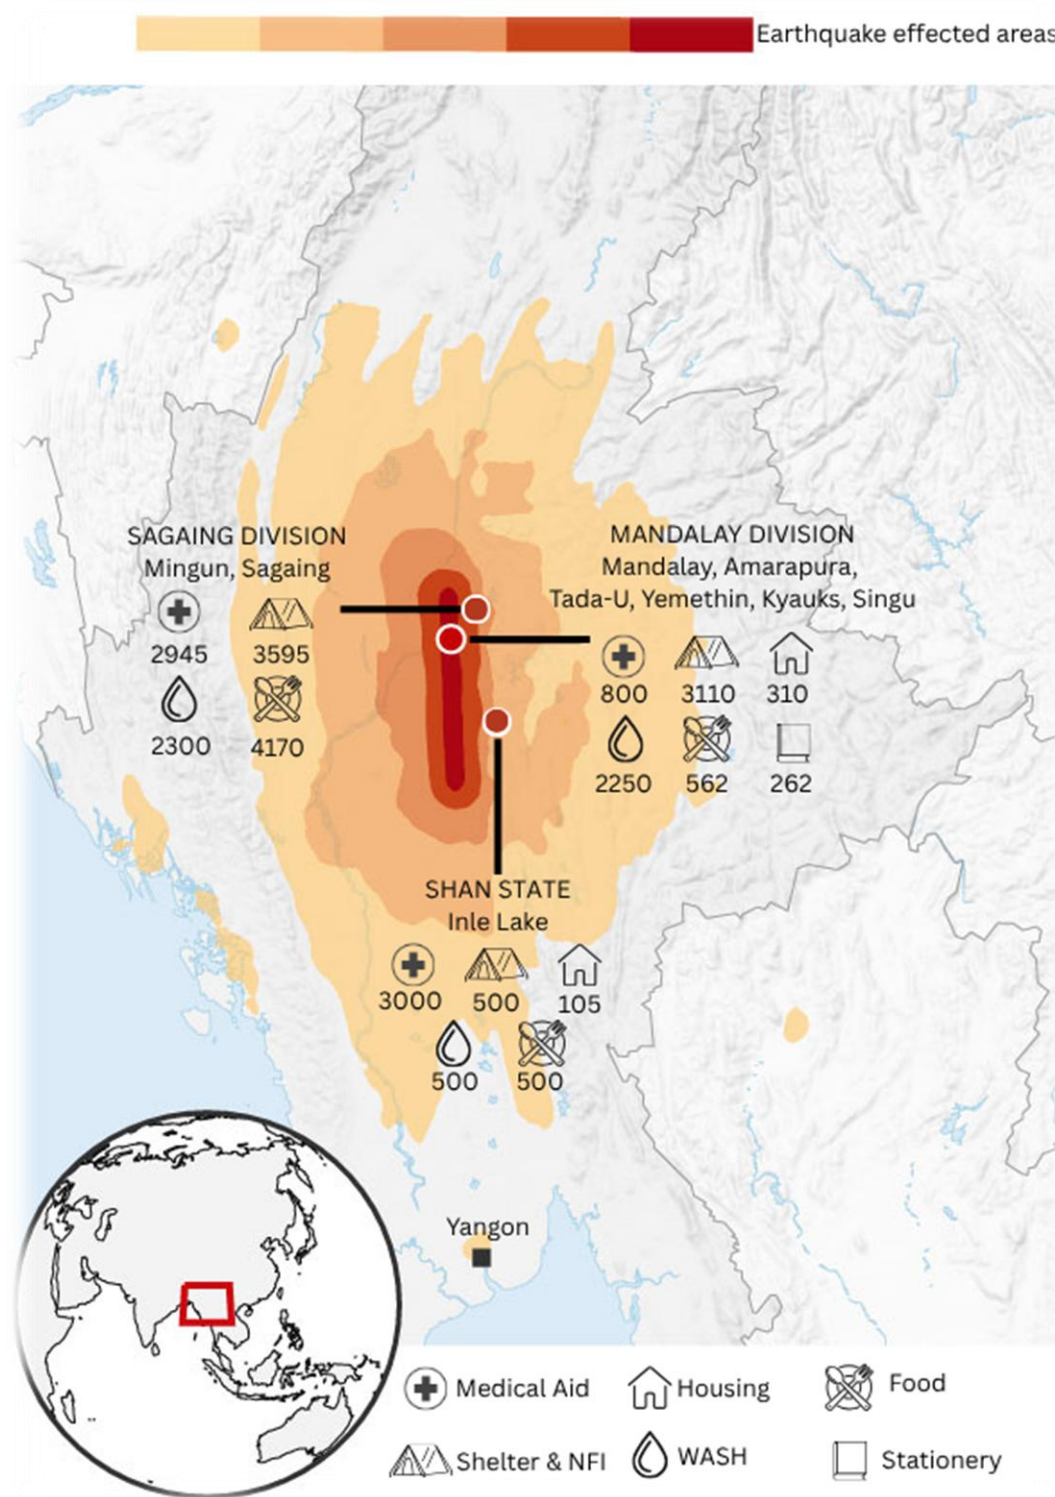 Earthquake effected areas
SAGAING DIVISION
Mingun, Sagaing
2945 3595
2300 4170
MANDALAY DIVISION
Mandalay, Amarapura,
Tada-U, Yemethin, Kyauks, Singu
800 3110 310
2250 562 262
SHAN STATE
Inle Lake
3000 500 105
500 500
Yangon
Medical Aid Housing Food
Shelter & NFI WASH Stationery